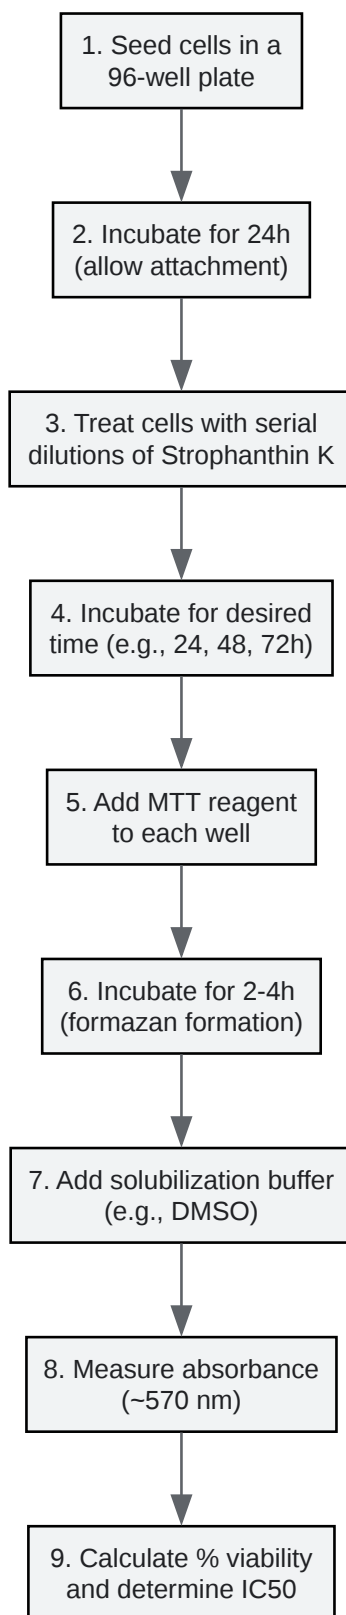 1. Seed cells in a
96-well plate
2. Incubate for 24h
(allow attachment)
3. Treat cells with serial
dilutions of Strophanthin K
4. Incubate for desired
time (e.g., 24, 48, 72h)
5. Add MTT reagent
to each well
6. Incubate for 2-4h
(formazan formation)
7. Add solubilization buffer
(e.g., DMSO)
8. Measure absorbance
(~570 nm)
9. Calculate % viability
and determine IC50